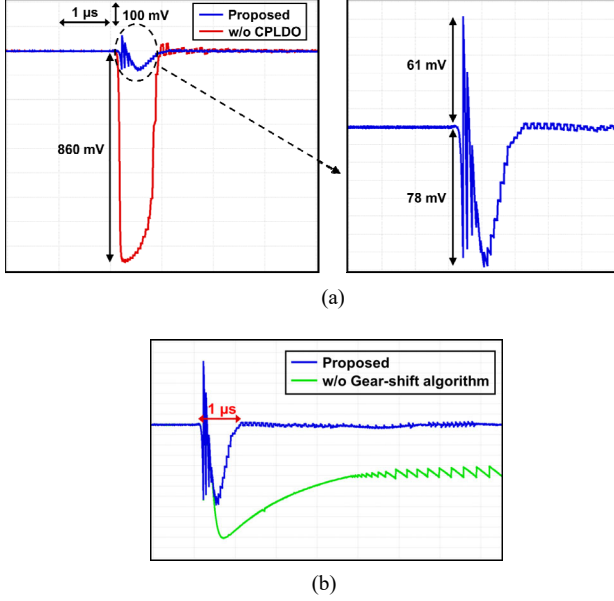 1 µs
100 mV
Proposed
w/o CPLDO
860 mV
61 mV
78 mV
(a)
Proposed
w/o Gear-shift algorithm
1 µs
(b)